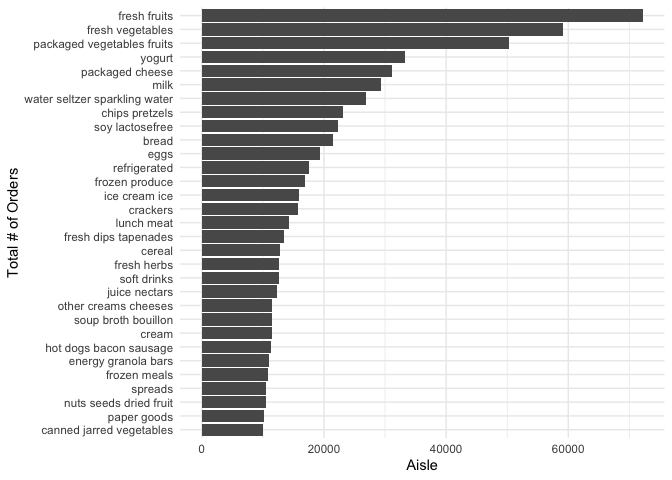 fresh fruits
fresh vegetables
packaged vegetables fruits
yogurt
packaged cheese
milk
water seltzer sparkling water
chips pretzels
soy lactosefree
bread
eggs
refrigerated
frozen produce
ice cream ice
crackers
lunch meat
fresh dips tapenades
cereal
fresh herbs
soft drinks
juice nectars
other creams cheeses
soup broth bouillon
cream
hot dogs bacon sausage
energy granola bars
frozen meals
spreads
nuts seeds dried fruit
paper goods
canned jarred vegetables
Total # of Orders
0 20000 40000 60000
Aisle